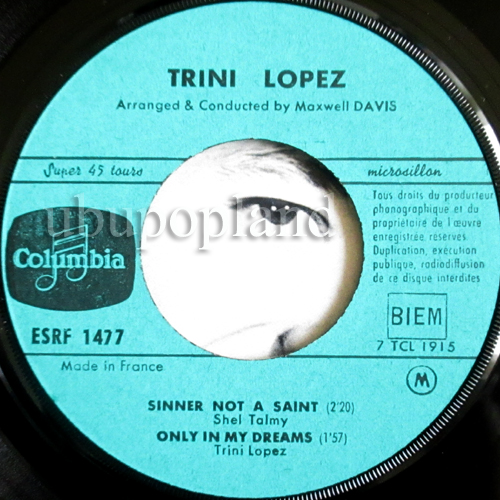 TRINI LOPEZ
Arranged & Conducted by Maxwell DAVIS
Super 45 tours
microsillon
Tous droits du producteur
phonographique et du
propriétaire de l'œuvre
enregistrée réservés.
Duplication, exécution
publique, radiodiffusion
de ce disque interdites
ubupopland
Columbia
ESRF 1477
BIEM
7 TCL 1915
Made in France
M
SINNER NOT A SAINT (2'20)
Shel Talmy
ONLY IN MY DREAMS (1'57)
Trini Lopez